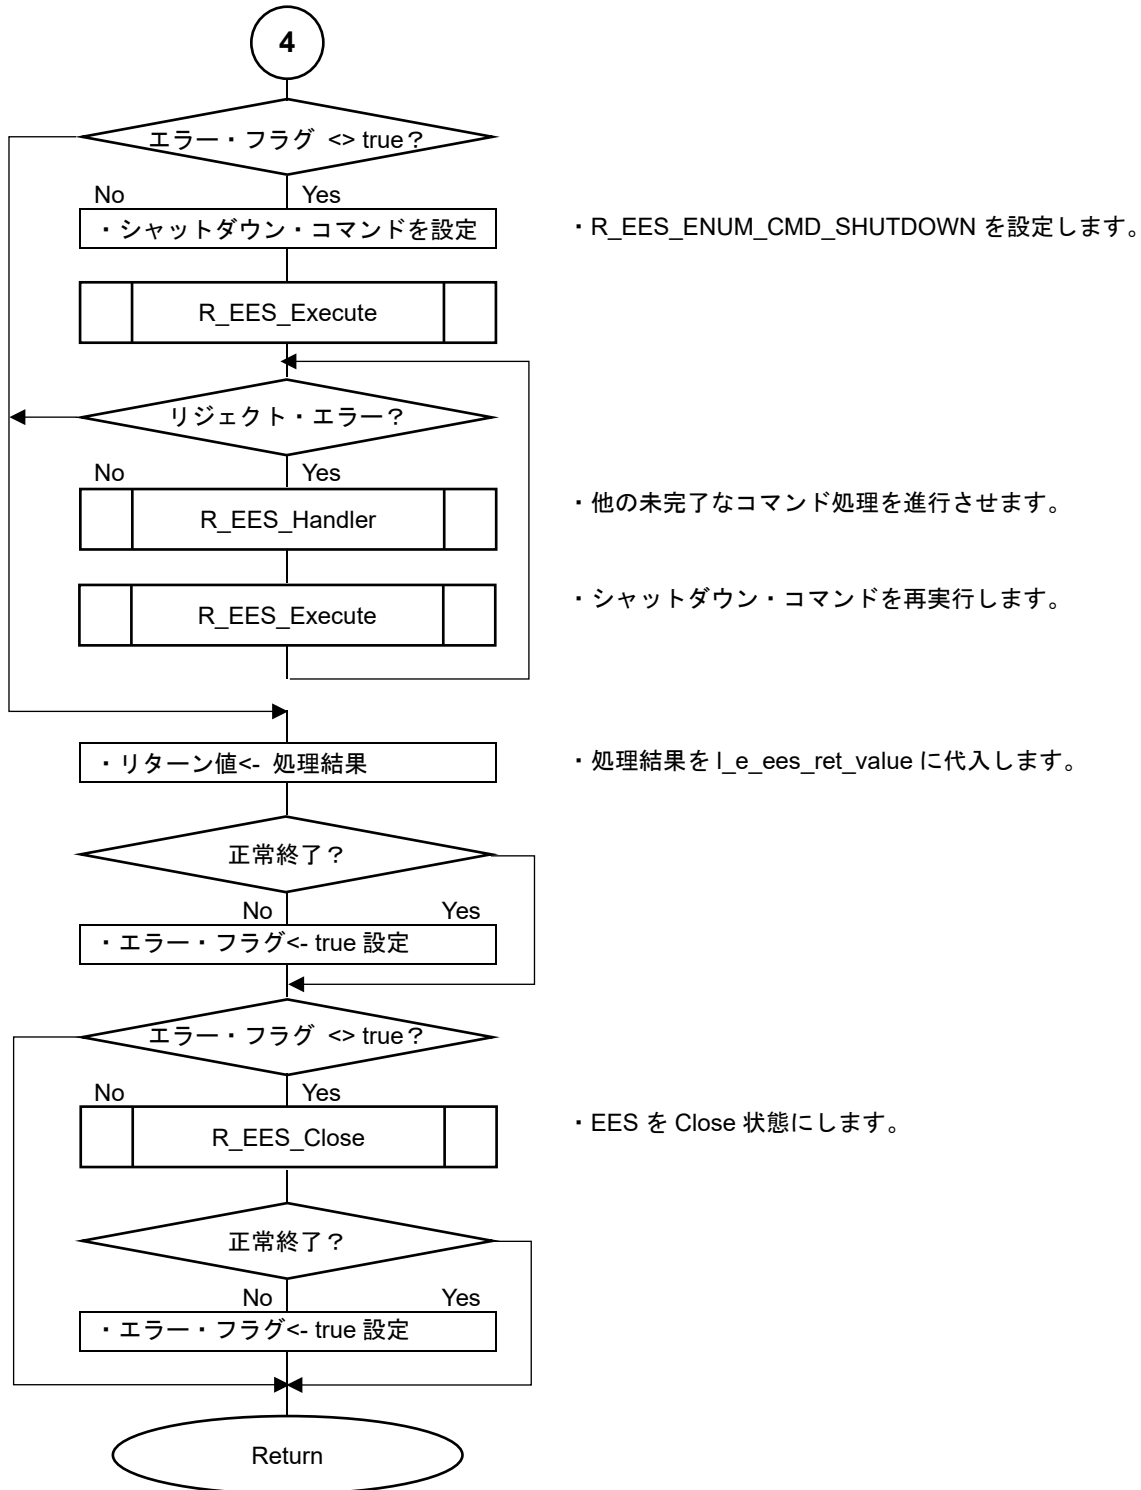 4
エラー・フラグ <> true？
No Yes
・シャットダウン・コマンドを設定 ・R_EES_ENUM_CMD_SHUTDOWN を設定します。
R_EES_Execute
リジェクト・エラー？
No Yes
R_EES_Handler ・他の未完了なコマンド処理を進行させます。
R_EES_Execute ・シャットダウン・コマンドを再実行します。
・リターン値<- 処理結果 ・処理結果を l_e_ees_ret_value に代入します。
正常終了？
No Yes
・エラー・フラグ<- true 設定
エラー・フラグ <> true？
No Yes
R_EES_Close ・EES を Close 状態にします。
正常終了？
No Yes
・エラー・フラグ<- true 設定
Return